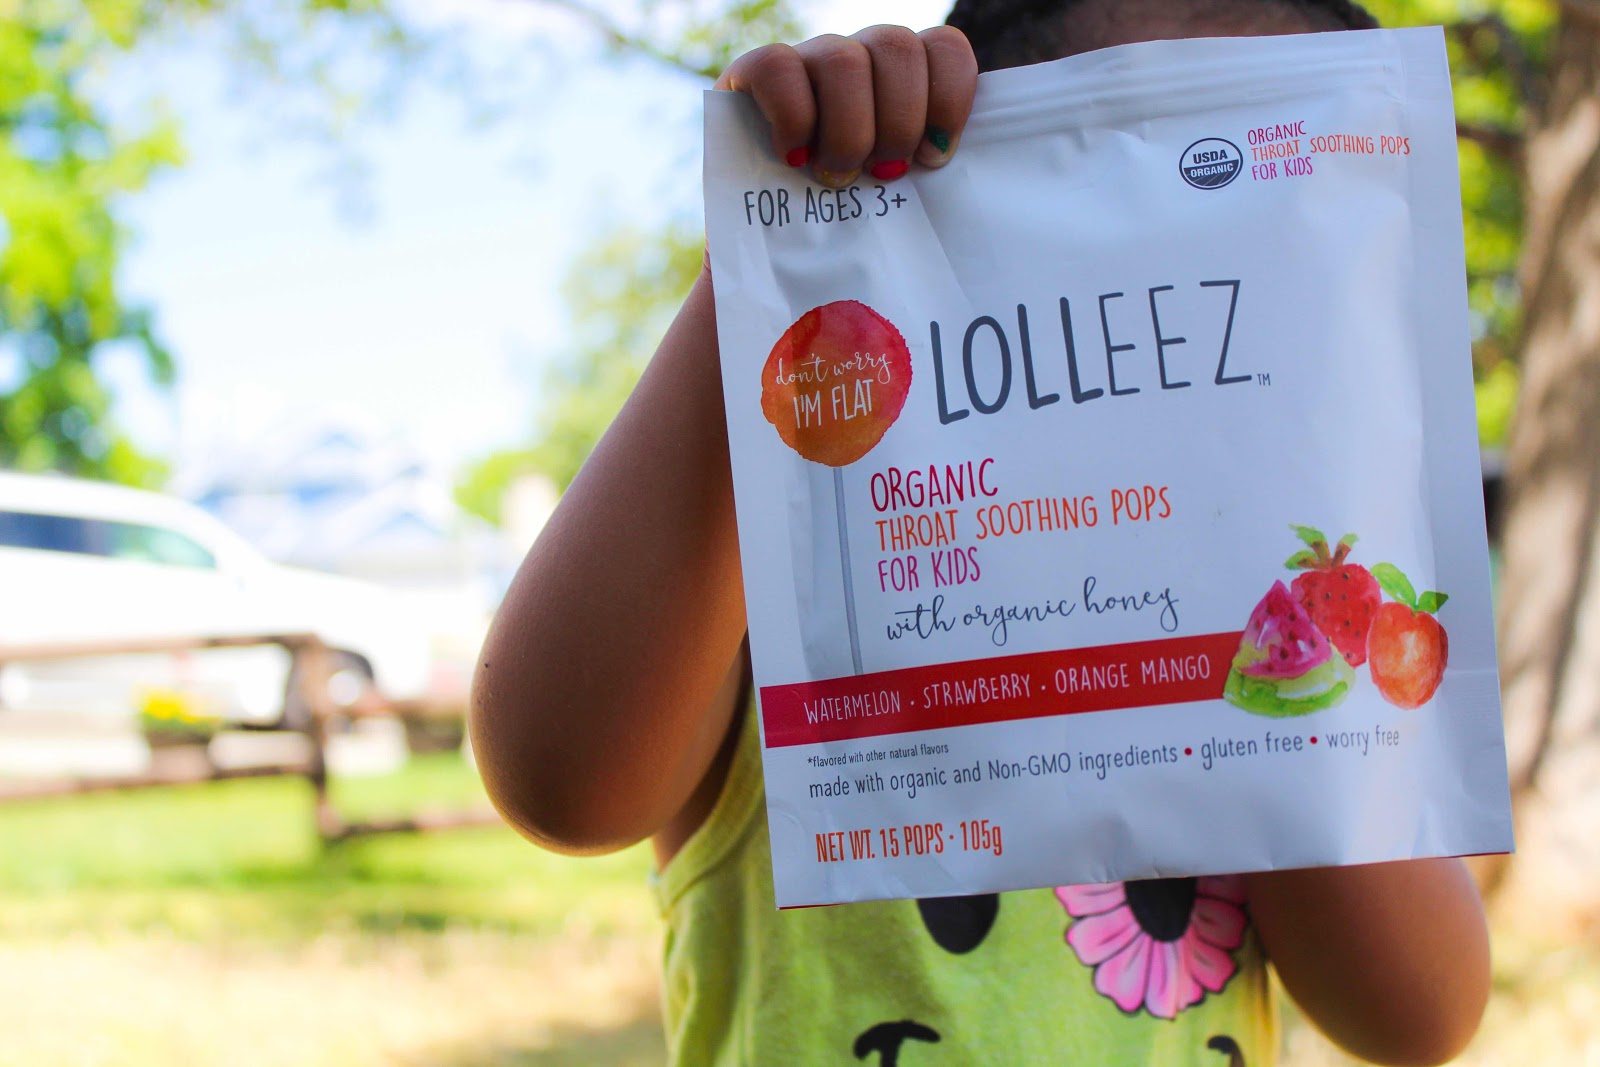 USDA
ORGANIC
ORGANIC
THROAT SOOTHING POPS
FOR KIDS
FOR AGES 3+
don't worry
I'M FLAT
LOLLEEZ™
ORGANIC
THROAT SOOTHING POPS
FOR KIDS
with organic honey
WATERMELON · STRAWBERRY · ORANGE MANGO
*flavored with other natural flavors
made with organic and Non-GMO ingredients • gluten free • worry free
NET WT. 15 POPS · 105g